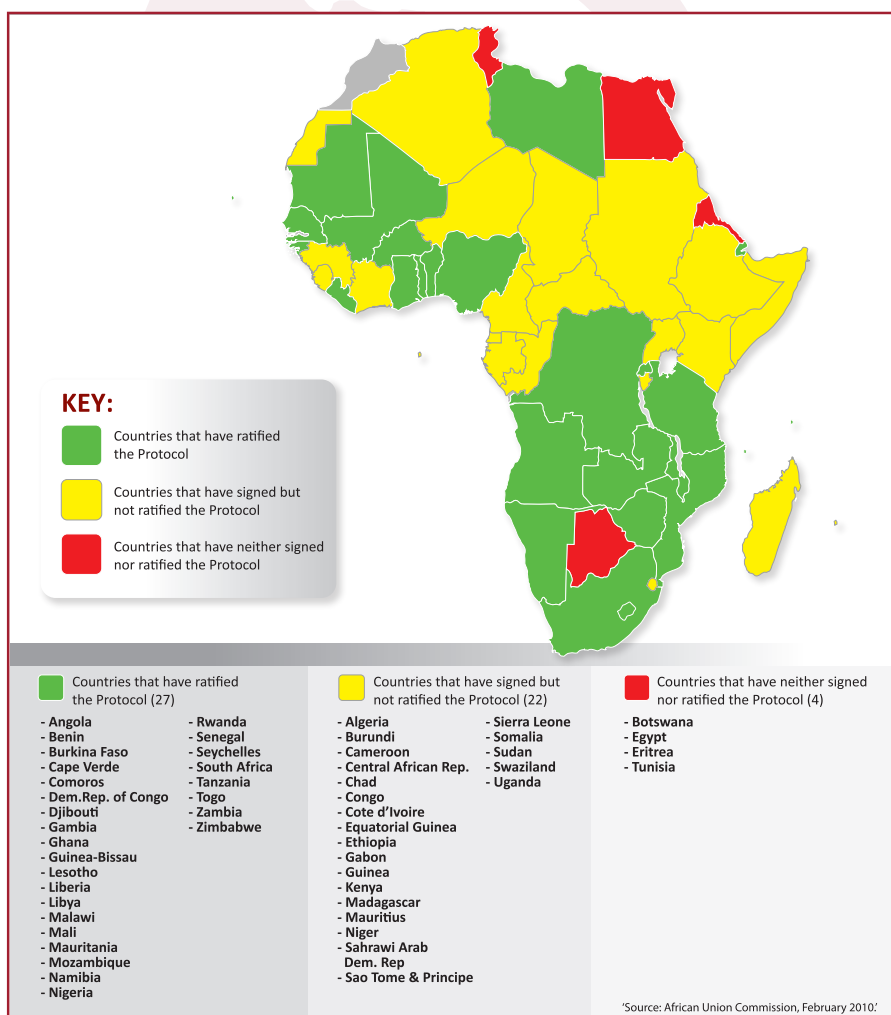 KEY:
Countries that have ratified
the Protocol
Countries that have signed but
not ratified the Protocol
Countries that have neither signed
nor ratified the Protocol
Countries that have ratified
the Protocol (27)
- Angola
- Benin
- Burkina Faso
- Cape Verde
- Comoros
- Dem.Rep. of Congo
- Djibouti
- Gambia
- Ghana
- Guinea-Bissau
- Lesotho
- Liberia
- Libya
- Malawi
- Mali
- Mauritania
- Mozambique
- Namibia
- Nigeria
- Rwanda
- Senegal
- Seychelles
- South Africa
- Tanzania
- Togo
- Zambia
- Zimbabwe
Countries that have signed but
not ratified the Protocol (22)
- Algeria
- Burundi
- Cameroon
- Central African Rep.
- Chad
- Congo
- Cote d'Ivoire
- Equatorial Guinea
- Ethiopia
- Gabon
- Guinea
- Kenya
- Madagascar
- Mauritius
- Niger
- Sahrawi Arab
Dem. Rep
- Sao Tome & Principe
- Sierra Leone
- Somalia
- Sudan
- Swaziland
- Uganda
Countries that have neither signed
nor ratified the Protocol (4)
- Botswana
- Egypt
- Eritrea
- Tunisia
'Source: African Union Commission, February 2010.'